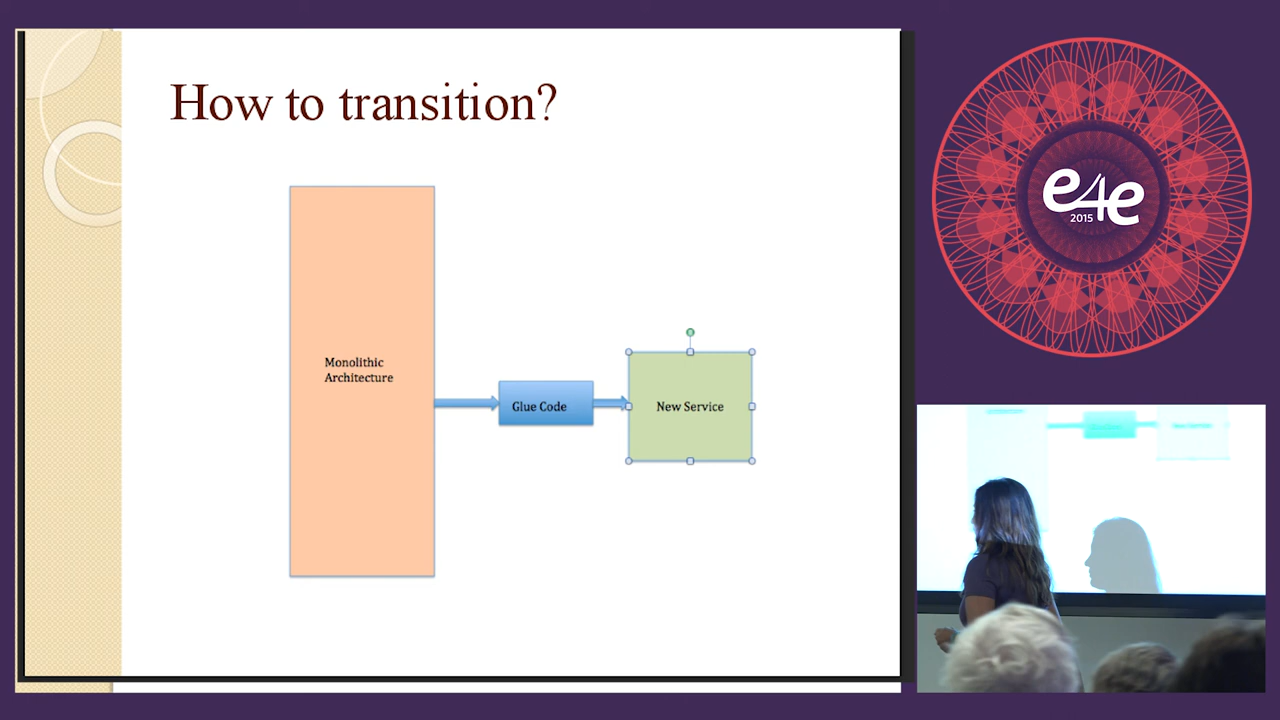 How to transition?
Monolithic
Architecture
Glue Code
New Service
e4e
2015